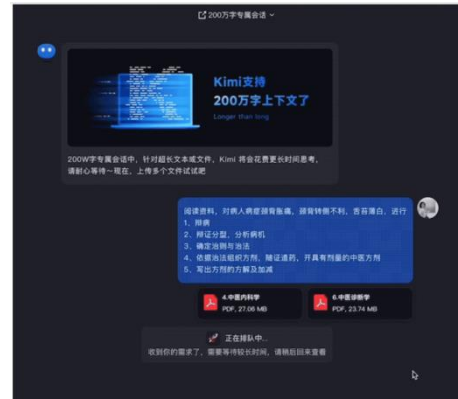 200万字专属会话
Kimi支持
200万字上下文了
Longer than long
200W字专属会话中，针对超长文本或文件，Kimi 将会花费更长时间思考，
请耐心等待~现在，上传多个文件试试吧
阅读资料，对病人病症颈背胀痛，颈背转侧不利，舌苔薄白，进行
1、辩病
2、辩证分型，分析病机
3、确定治则与治法
4、依据治法组织方剂，随证遣药，开具有剂量的中医方剂
5、写出方剂的方解及加减
4.中医内科学
PDF, 27.06 MB
6.中医诊断学
PDF, 23.74 MB
正在排队中...
收到你的需求了，需要等待较长时间，请稍后回来查看